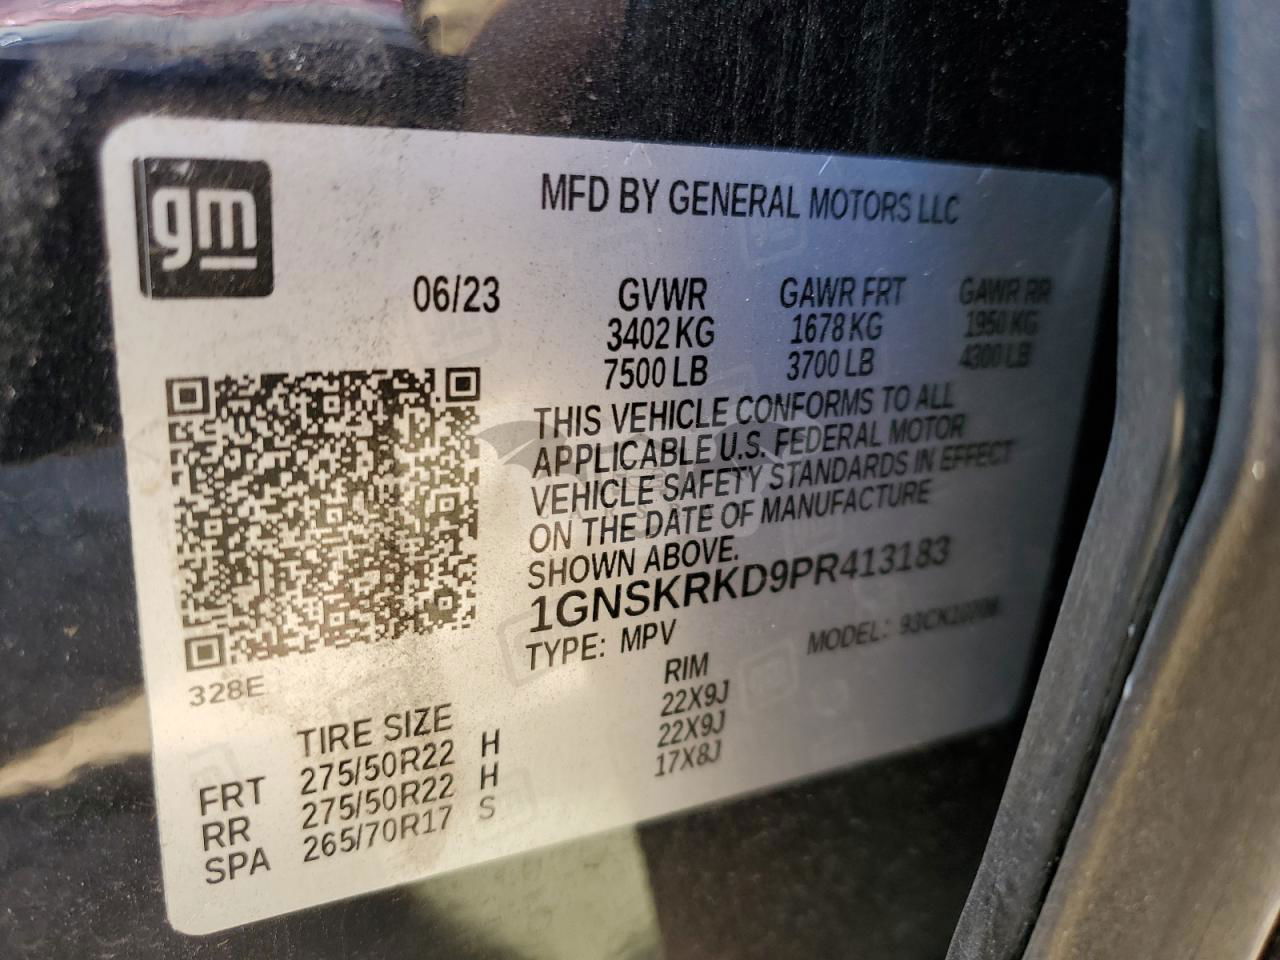 gm
MFD BY GENERAL MOTORS LLC
06/23 GVWR GAWR FRT GAWR RR
3402 KG 1678 KG 1950 KG
7500 LB 3700 LB 4300 LB
THIS VEHICLE CONFORMS TO ALL
APPLICABLE U.S. FEDERAL MOTOR
VEHICLE SAFETY STANDARDS IN EFFECT
ON THE DATE OF MANUFACTURE
SHOWN ABOVE.
1GNSKRKD9PR413183
TYPE: MPV MODEL:
328E
TIRE SIZE RIM
FRT 275/50R22 H 22X9J
RR 275/50R22 H 22X9J
SPA 265/70R17 S 17X8J